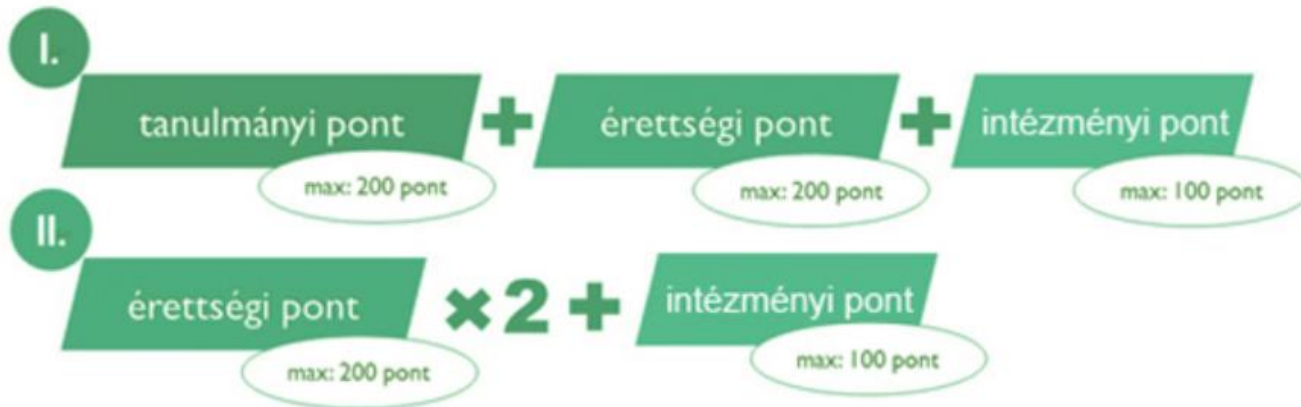 I.
tanulmányi pont + érettségi pont + intézményi pont
max: 200 pont max: 200 pont max: 100 pont
II.
érettségi pont ×2 + intézményi pont
max: 200 pont max: 100 pont